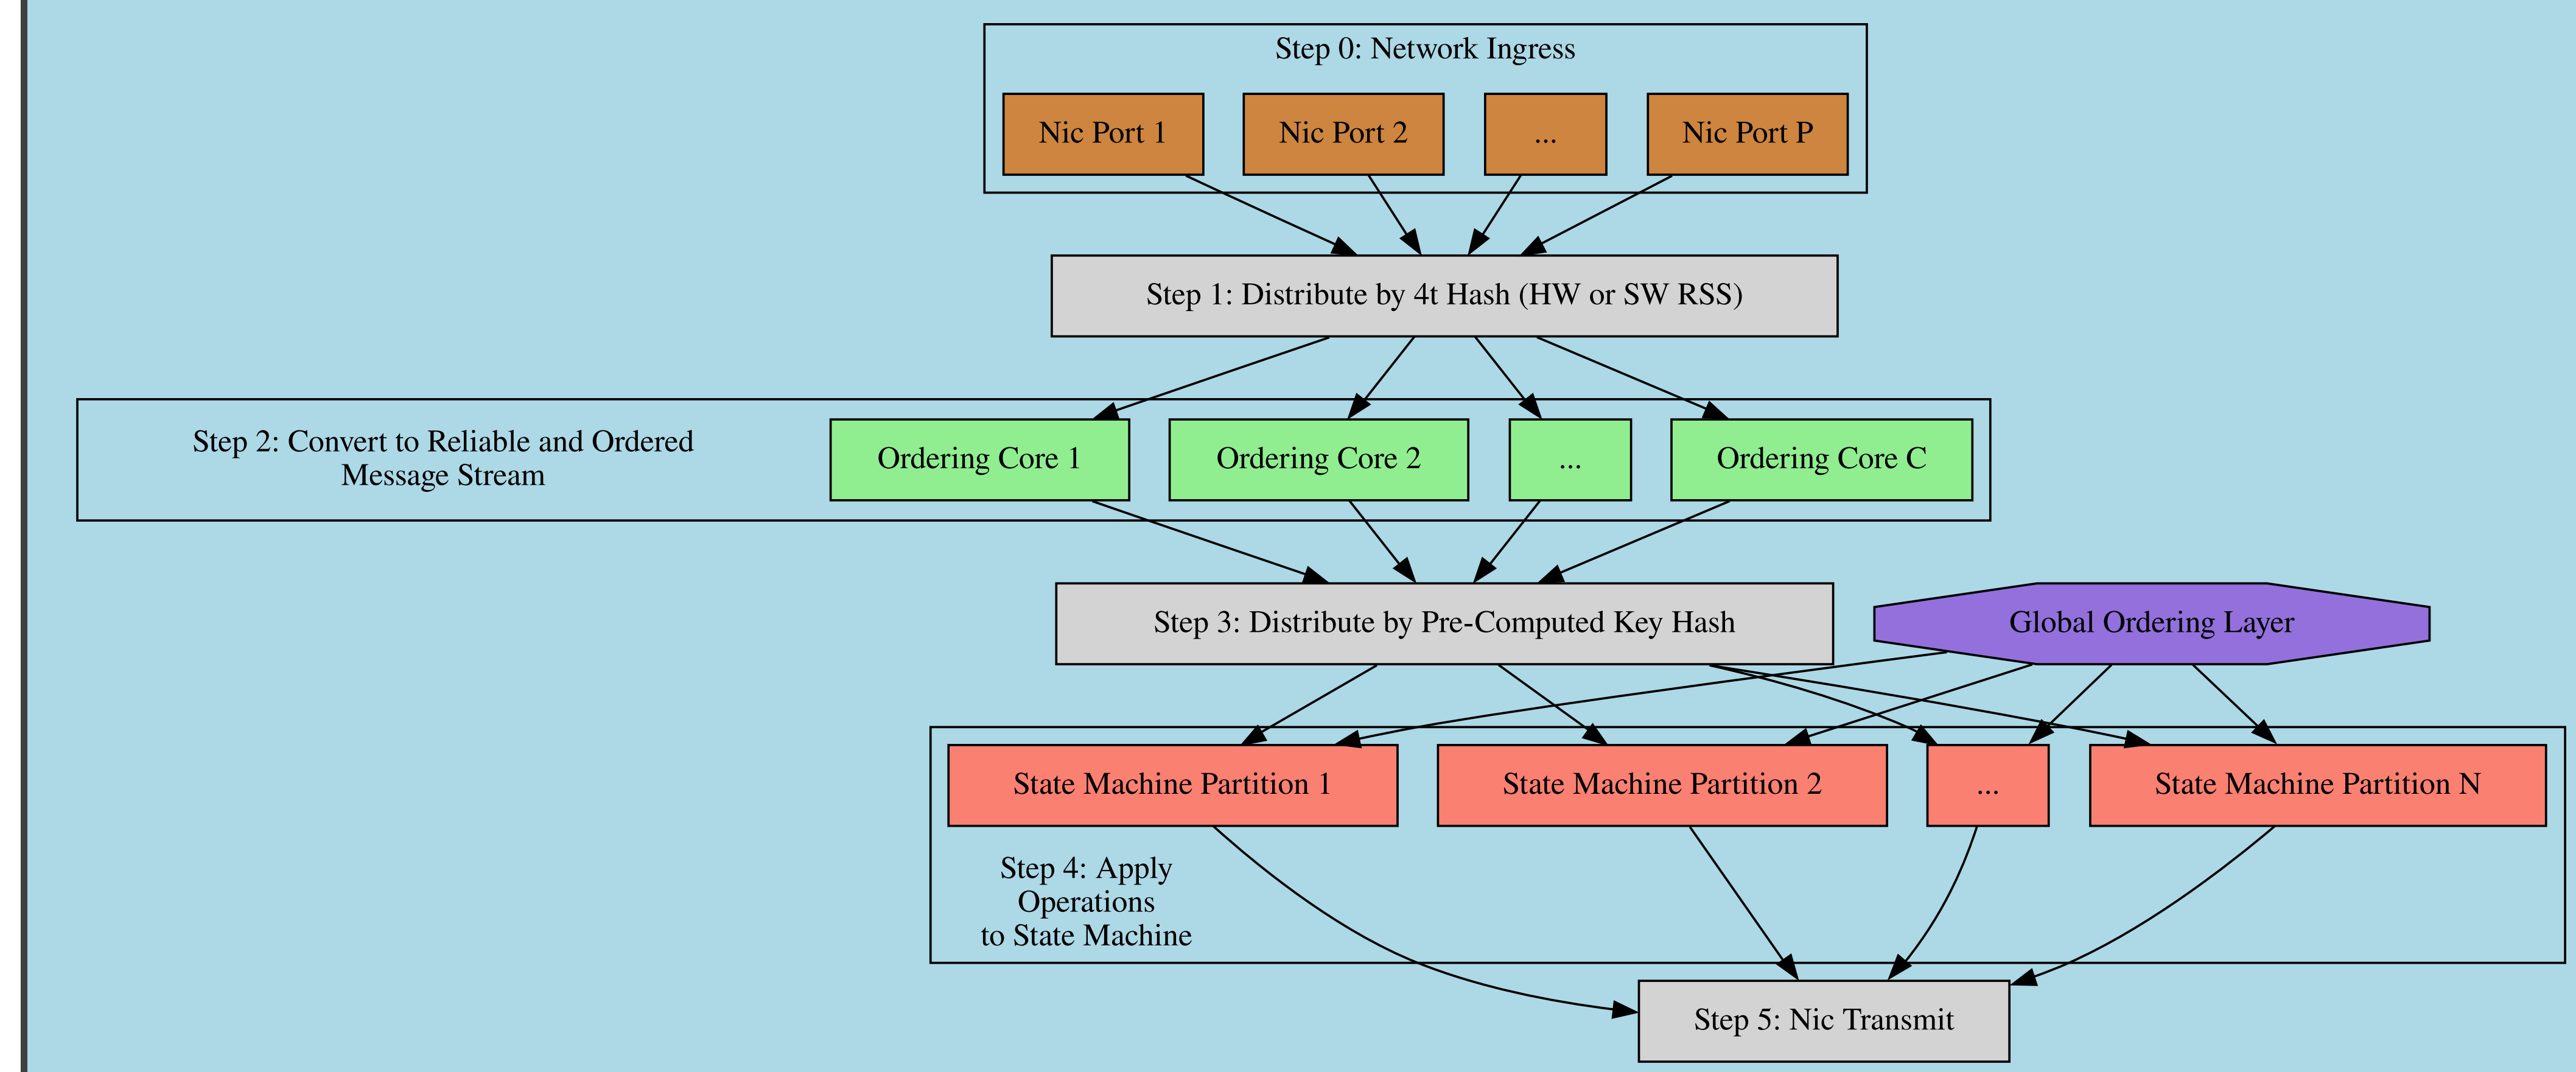 Step 0: Network Ingress
Nic Port 1
Nic Port 2
...
Nic Port P
Step 1: Distribute by 4t Hash (HW or SW RSS)
Step 2: Convert to Reliable and Ordered
Message Stream
Ordering Core 1
Ordering Core 2
...
Ordering Core C
Step 3: Distribute by Pre-Computed Key Hash
Global Ordering Layer
State Machine Partition 1
State Machine Partition 2
...
State Machine Partition N
Step 4: Apply
Operations
to State Machine
Step 5: Nic Transmit